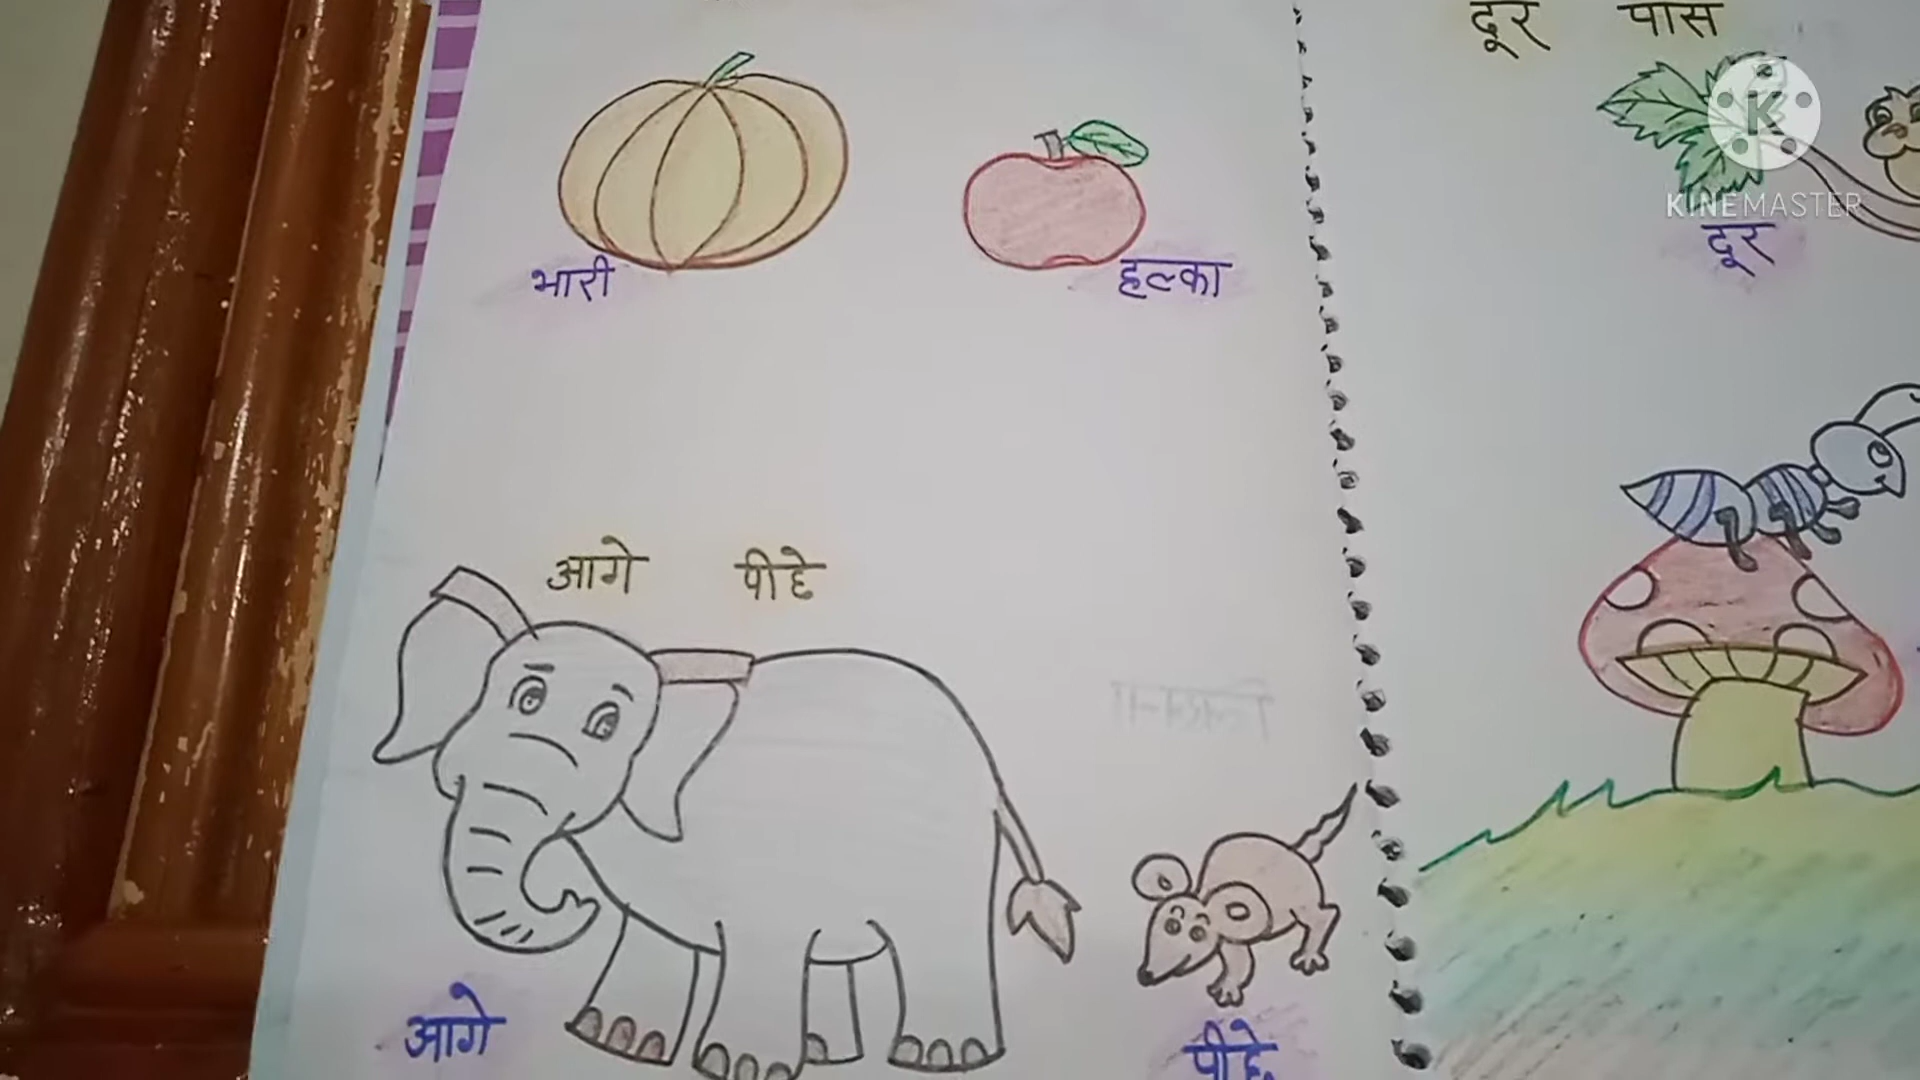 भारी
हल्का
आगे पीछे
आगे
पीछे
दूर पास
दूर
K
KINEMASTER